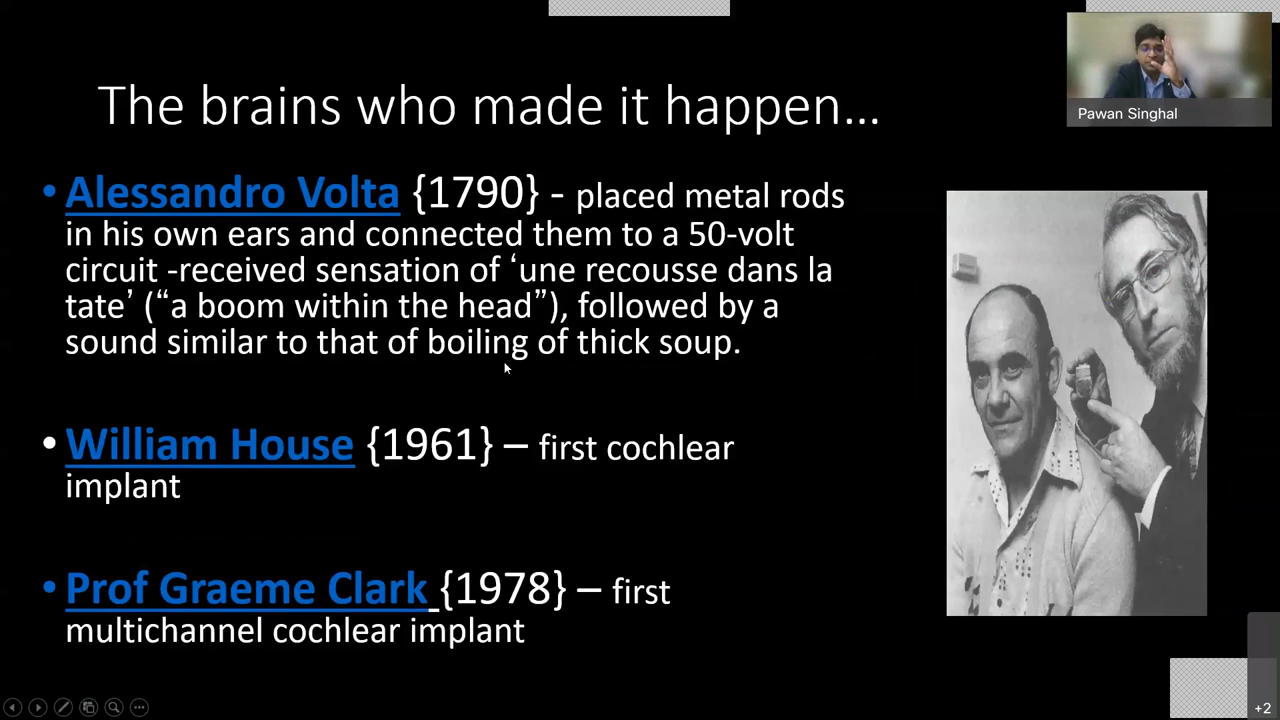 The brains who made it happen...
• Alessandro Volta {1790} - placed metal rods
in his own ears and connected them to a 50-volt
circuit -received sensation of ‘une recousse dans la
tate’ (“a boom within the head”), followed by a
sound similar to that of boiling of thick soup.
• William House {1961} – first cochlear
implant
• Prof Graeme Clark {1978} – first
multichannel cochlear implant
Pawan Singhal
+2